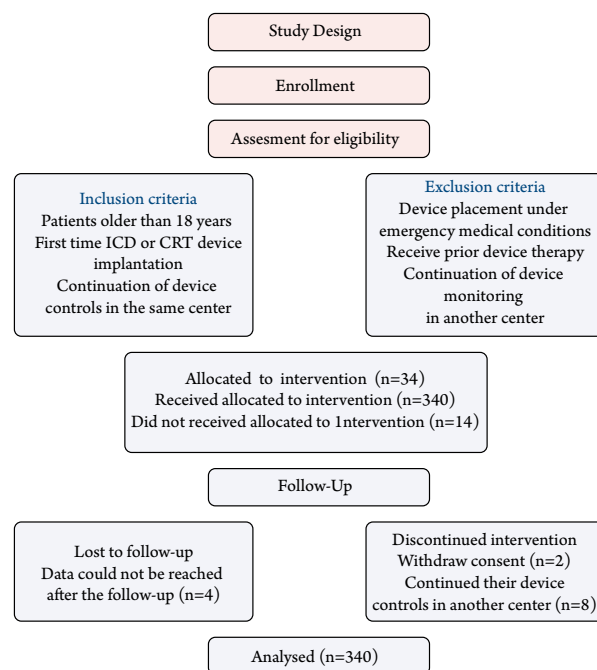 Study Design
Enrollment
Assesment for eligibility
Inclusion criteria
Patients older than 18 years
First time ICD or CRT device
implantation
Continuation of device
controls in the same center
Exclusion criteria
Device placement under
emergency medical conditions
Receive prior device therapy
Continuation of device
monitoring
in another center
Allocated to intervention (n=34)
Received allocated to intervention (n=340)
Did not received allocated to 1ntervention (n=14)
Follow-Up
Lost to follow-up
Data could not be reached
after the follow-up (n=4)
Discontinued intervention
Withdraw consent (n=2)
Continued their device
controls in another center (n=8)
Analysed (n=340)